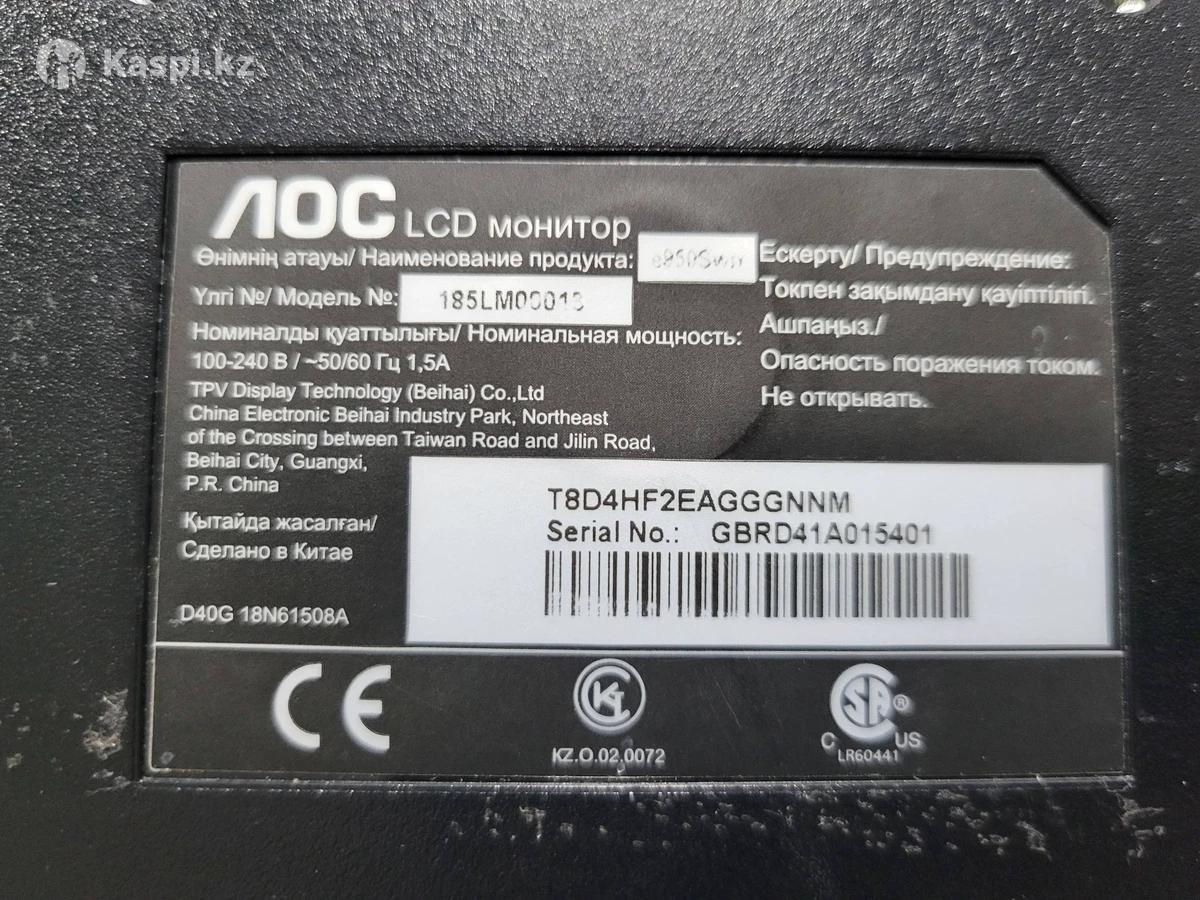 Kaspi.kz
AOC LCD монитор
Өнімнің атауы/ Наименование продукта:
Үлгі №/ Модель №: 185LM00013
Номиналды қуаттылығы/ Номинальная мощность:
100-240 В / ~50/60 Гц 1,5А
TPV Display Technology (Beihai) Co.,Ltd
China Electronic Beihai Industry Park, Northeast
of the Crossing between Taiwan Road and Jilin Road,
Beihai City, Guangxi,
P.R. China
Қытайда жасалған/
Сделано в Китае
D40G 18N61508A
Ескерту/ Предупреждение:
Токпен зақымдану қауіптілігі.
Ашпаңыз./
Опасность поражения током.
Не открывать.
T8D4HF2EAGGGNNM
Serial No.: GBRD41A015401
CE
KZ.O.02.0072
SA ®
C US
LR60441